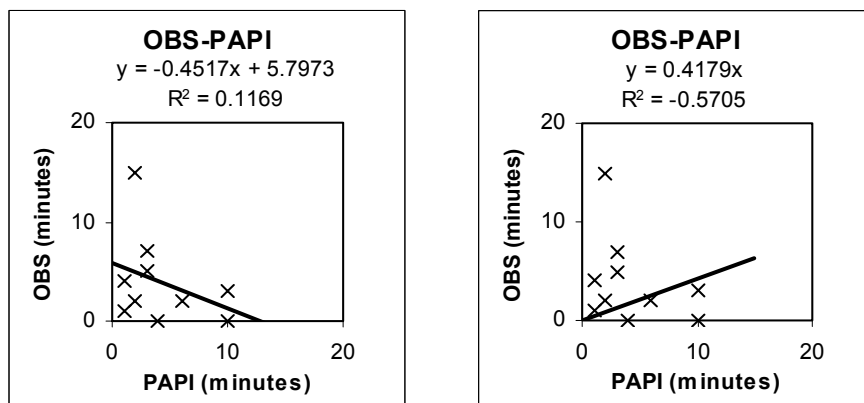 OBS-PAPI
y = -0.4517x + 5.7973
R² = 0.1169
20
10
0
OBS (minutes)
0 10 20
PAPI (minutes)
OBS-PAPI
y = 0.4179x
R² = -0.5705
20
10
0
OBS (minutes)
0 10 20
PAPI (minutes)